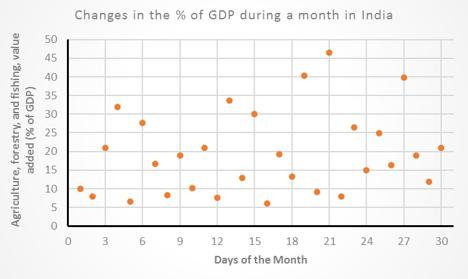 Changes in the % of GDP during a month in India
Agriculture, forestry, and fishing, value
added (% of GDP)
50
45
40
35
30
25
20
15
10
5
0
0 3 6 9 12 15 18 21 24 27 30
Days of the Month